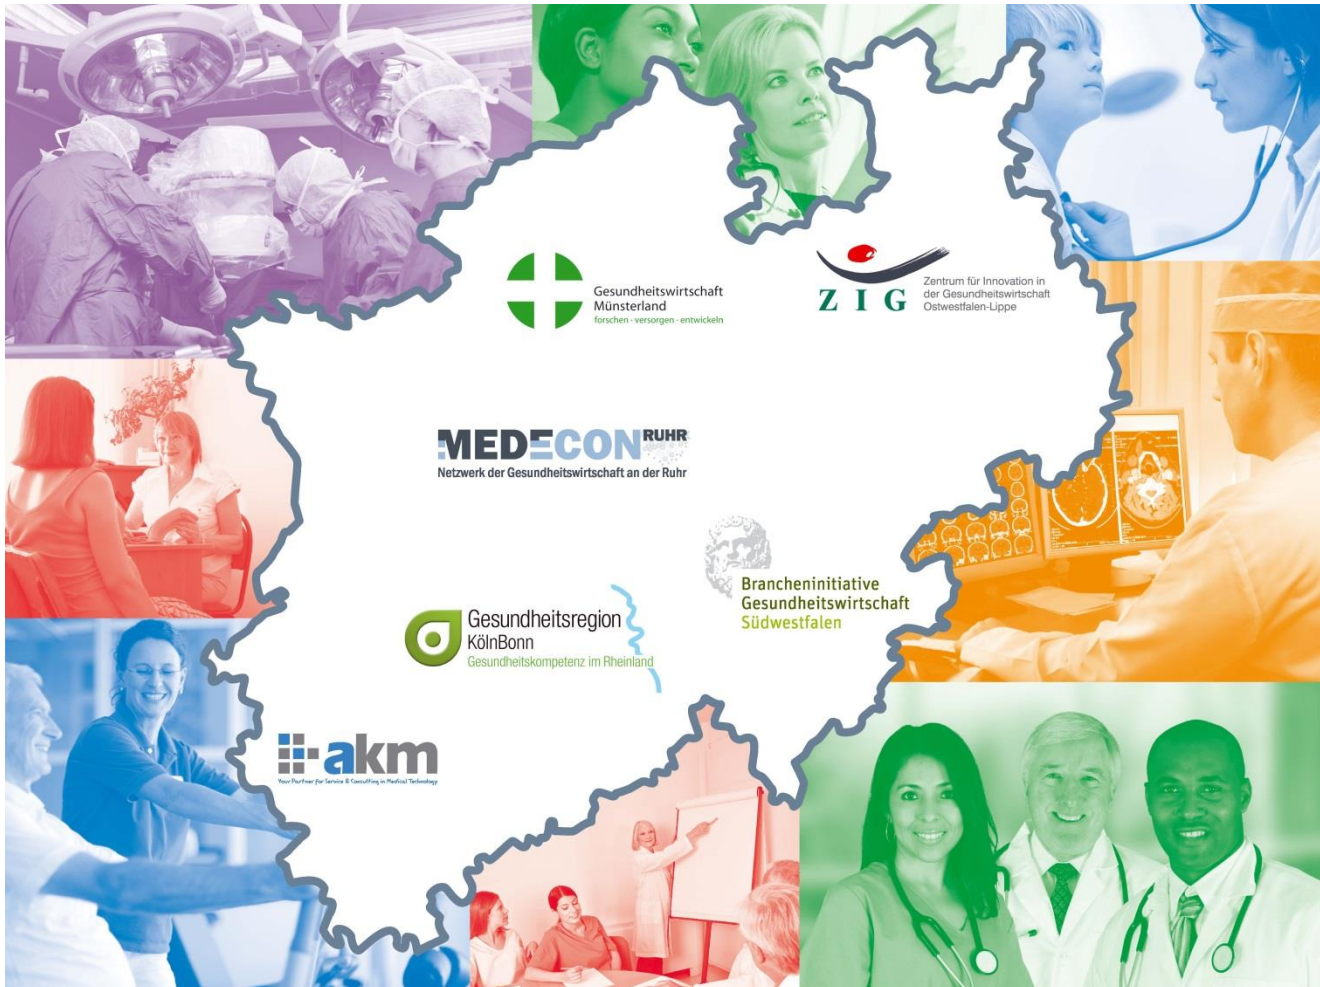 Gesundheitswirtschaft
Münsterland
forschen - versorgen - entwickeln
ZIG
Zentrum für Innovation in
der Gesundheitswirtschaft
Ostwestfalen-Lippe
MEDECON RUHR
Netzwerk der Gesundheitswirtschaft an der Ruhr
Brancheninitiative
Gesundheitswirtschaft
Südwestfalen
Gesundheitsregion
KölnBonn
Gesundheitskompetenz im Rheinland
akm
Your Partner for Service & Consulting in Medical Technology